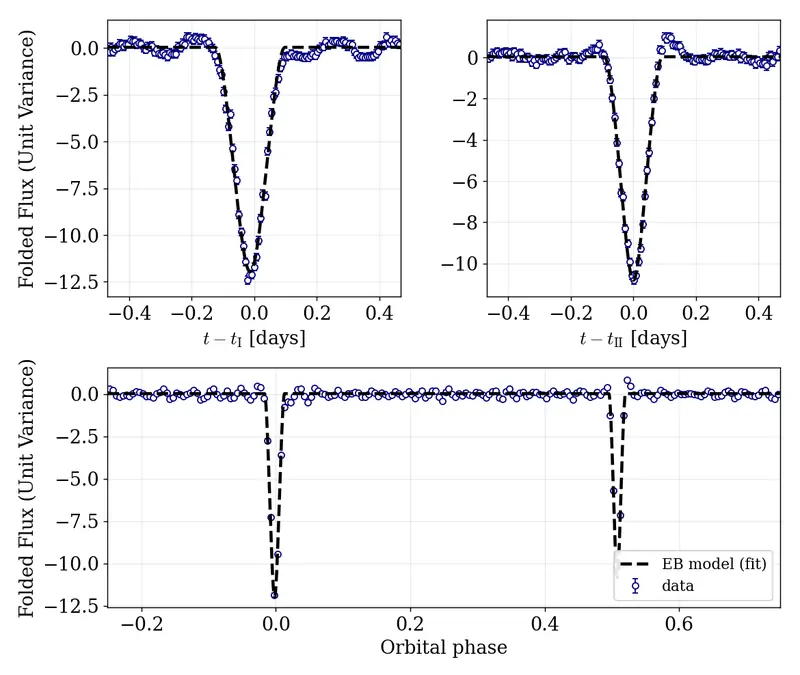 Folded Flux (Unit Variance)
0.0
−2.5
−5.0
−7.5
−10.0
−12.5
−0.4 −0.2 0.0 0.2 0.4
t − tI [days]
0
−2
−4
−6
−8
−10
−0.4 −0.2 0.0 0.2 0.4
t − tII [days]
Folded Flux (Unit Variance)
0.0
−2.5
−5.0
−7.5
−10.0
−12.5
EB model (fit)
data
−0.2 0.0 0.2 0.4 0.6
Orbital phase